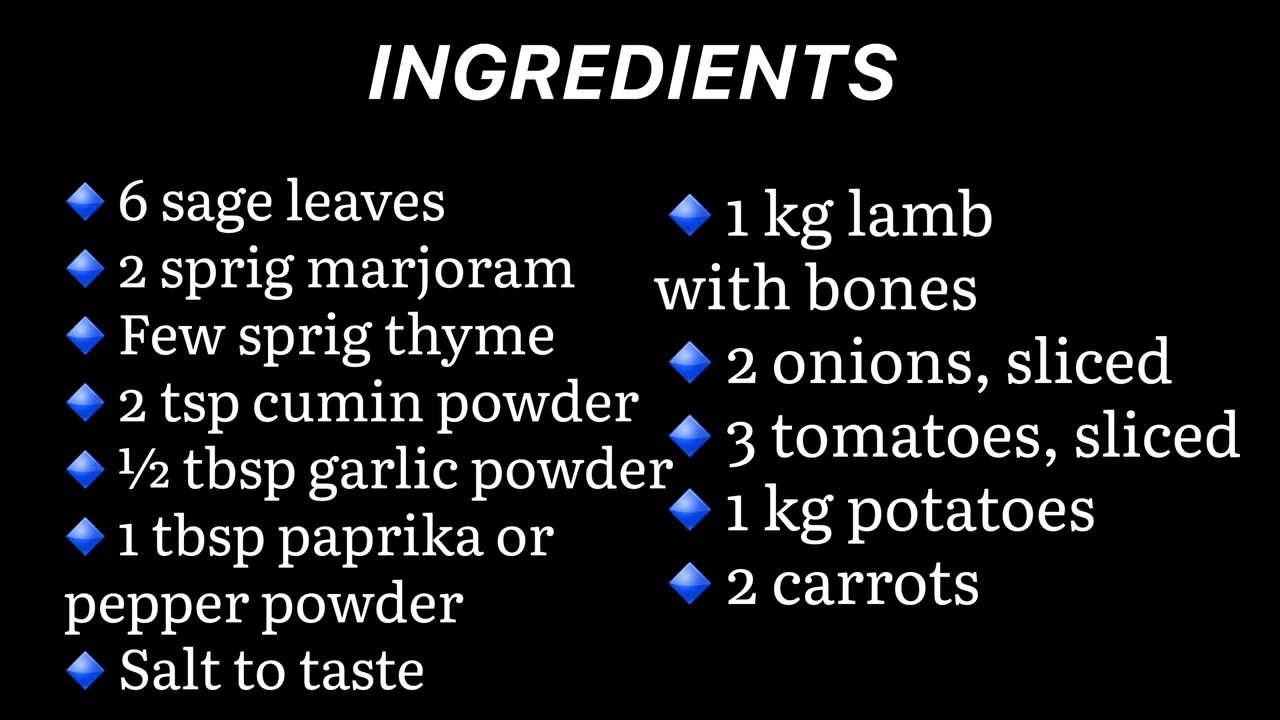 INGREDIENTS
🔹 6 sage leaves
🔹 2 sprig marjoram
🔹 Few sprig thyme
🔹 2 tsp cumin powder
🔹 ½ tbsp garlic powder
🔹 1 tbsp paprika or
pepper powder
🔹 Salt to taste
🔹 1 kg lamb
with bones
🔹 2 onions, sliced
🔹 3 tomatoes, sliced
🔹 1 kg potatoes
🔹 2 carrots